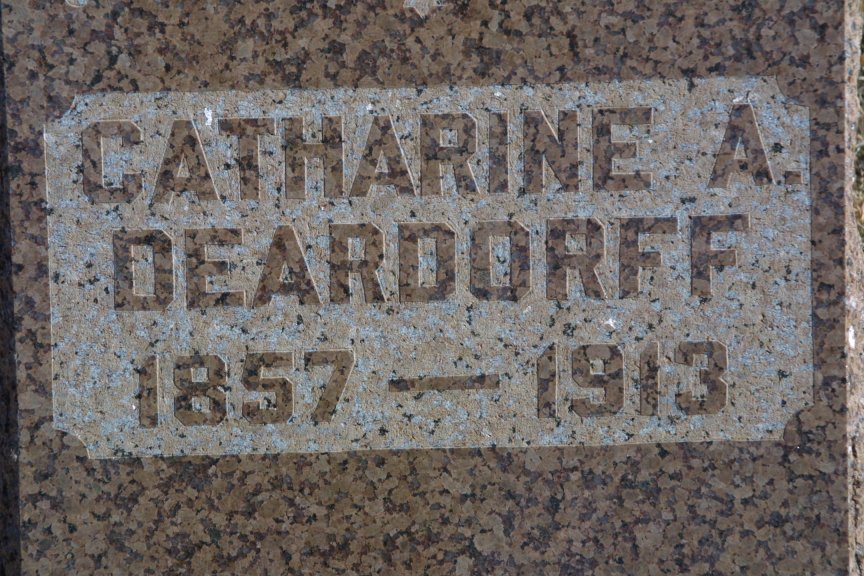 CATHARINE A.
DEARDORFF
1857 — 1913